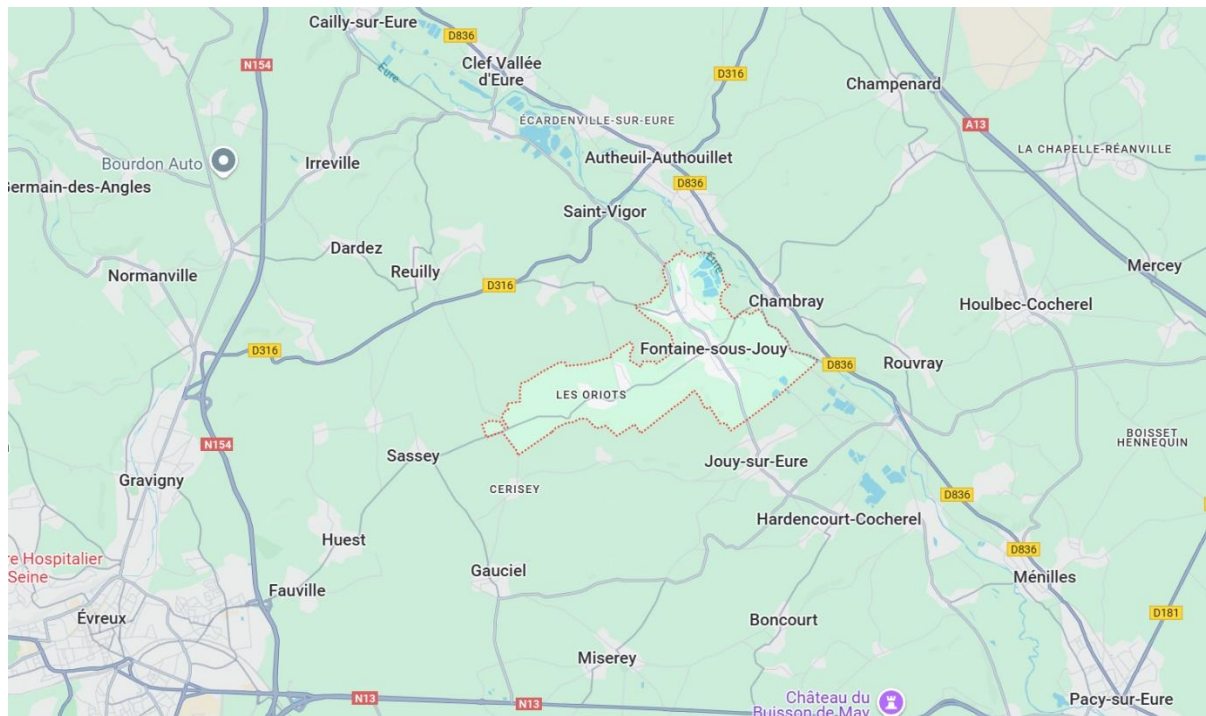 Cailly-sur-Eure
D836
Clef Vallée
d'Eure
N154
Eure
D316
Champenard
ÉCARDENVILLE-SUR-EURE
A13
Bourdon Auto
Irreville
Autheuil-Authouillet
LA CHAPELLE-RÉANVILLE
Germain-des-Angles
D836
Saint-Vigor
Dardez
Reuilly
Normanville
Eure
Mercey
D316
Chambray
Houlbec-Cocherel
D316
Fontaine-sous-Jouy
D836
Rouvray
LES ORIOTS
BOISSET
HENNEQUIN
N154
Sassey
Jouy-sur-Eure
Gravigny
CERISEY
D836
Hardencourt-Cocherel
Huest
D836
re Hospitalier
Seine
Gauciel
Ménilles
Fauville
Évreux
D181
Boncourt
Miserey
N13
N13
Château du
Buisson de May
Pacy-sur-Eure